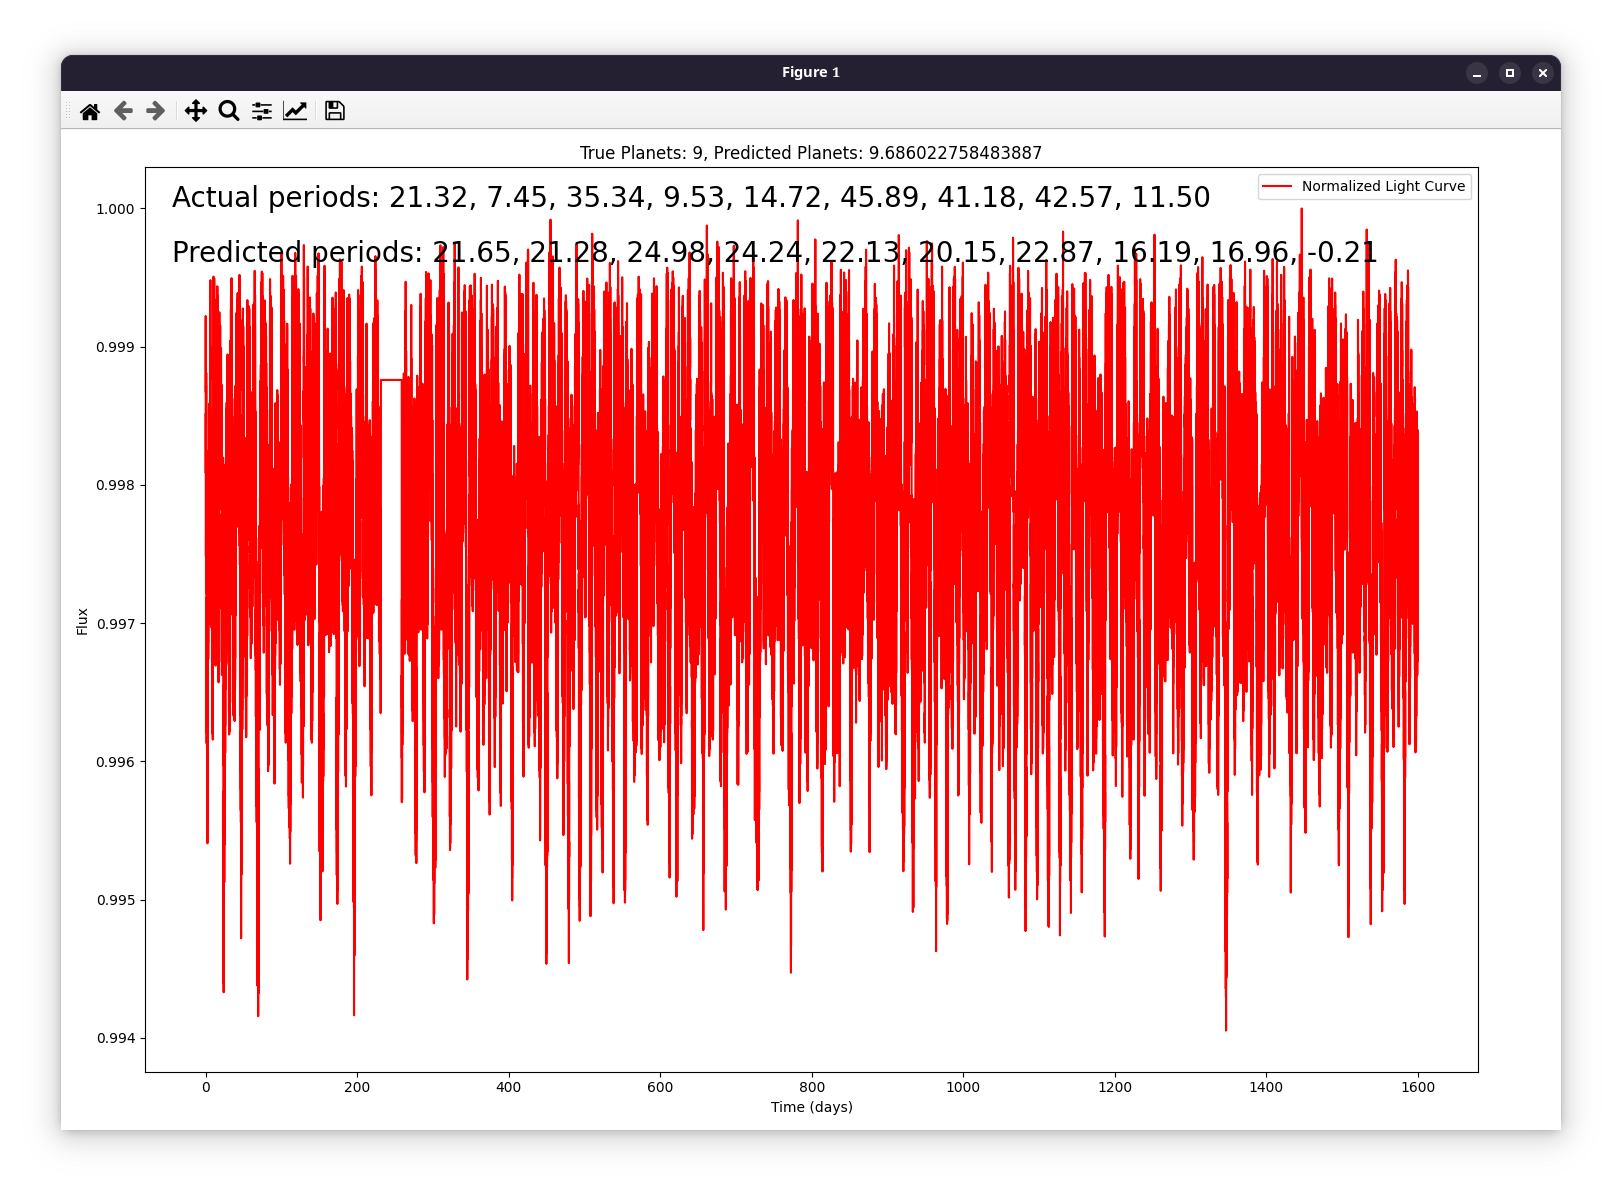 Figure 1
True Planets: 9, Predicted Planets: 9.686022758483887
Actual periods: 21.32, 7.45, 35.34, 9.53, 14.72, 45.89, 41.18, 42.57, 11.50
Normalized Light Curve
Predicted periods: 21.65, 21.28, 24.98, 24.24, 22.13, 20.15, 22.87, 16.19, 16.96, -0.21
1.000
0.999
0.998
0.997
0.996
0.995
0.994
Flux
0 200 400 600 800 1000 1200 1400 1600
Time (days)